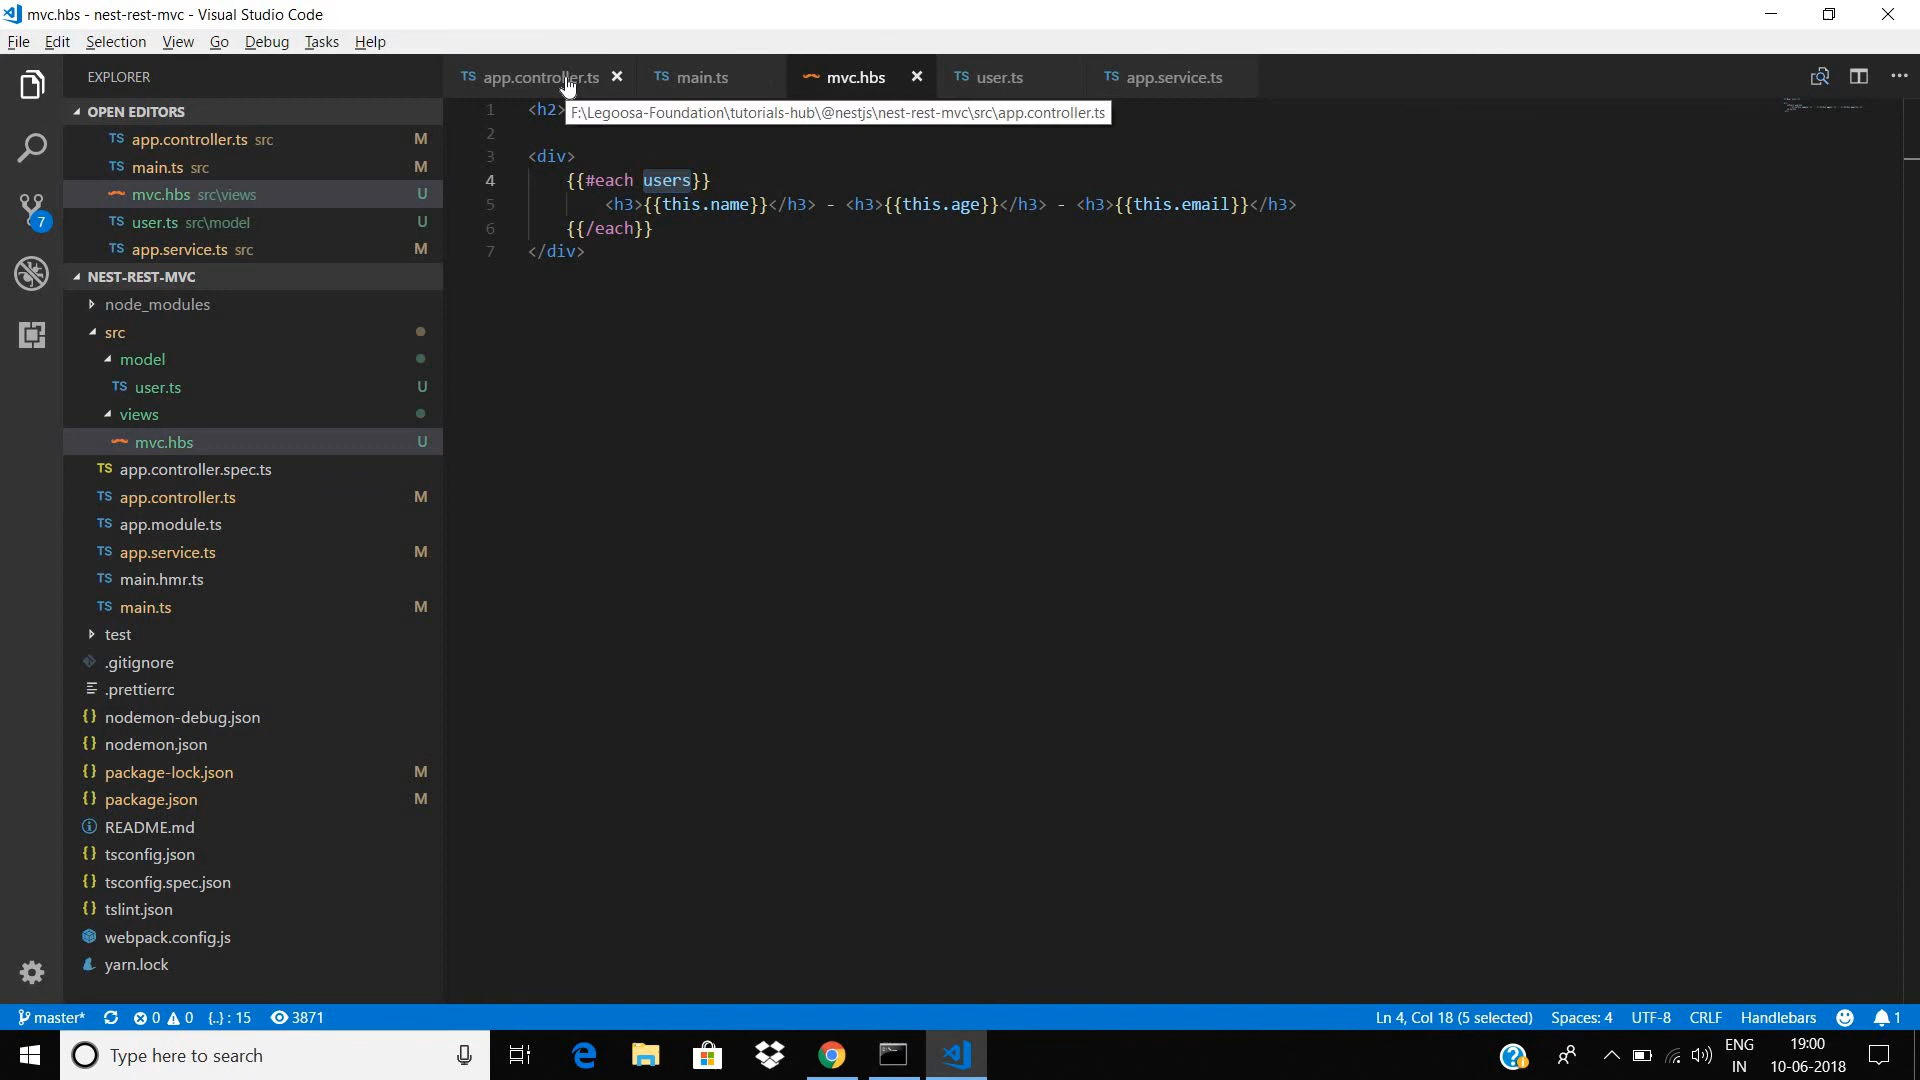 mvc.hbs - nest-rest-mvc - Visual Studio Code
File Edit Selection View Go Debug Tasks Help
EXPLORER
OPEN EDITORS
TS app.controller.ts src M
TS main.ts src M
mvc.hbs src\views U
TS user.ts src\model U
TS app.service.ts src M
NEST-REST-MVC
node_modules
src
model
TS user.ts U
views
mvc.hbs U
TS app.controller.spec.ts
TS app.controller.ts M
TS app.module.ts
TS app.service.ts M
TS main.hmr.ts
TS main.ts M
test
.gitignore
.prettierrc
{} nodemon-debug.json
{} nodemon.json
{} package-lock.json M
{} package.json M
README.md
{} tsconfig.json
{} tsconfig.spec.json
{} tslint.json
webpack.config.js
yarn.lock
7
TS app.controller.ts TS main.ts mvc.hbs TS user.ts TS app.service.ts
F:\Legoosa-Foundation\tutorials-hub\@nestjs\nest-rest-mvc\src\app.controller.ts
1 <h2>
2
3 <div>
4 {{#each users}}
5 <h3>{{this.name}}</h3> - <h3>{{this.age}}</h3> - <h3>{{this.email}}</h3>
6 {{/each}}
7 </div>
master* 0 0 {..} : 15 3871 Ln 4, Col 18 (5 selected) Spaces: 4 UTF-8 CRLF Handlebars 1
Type here to search
ENG
IN
19:00
10-06-2018